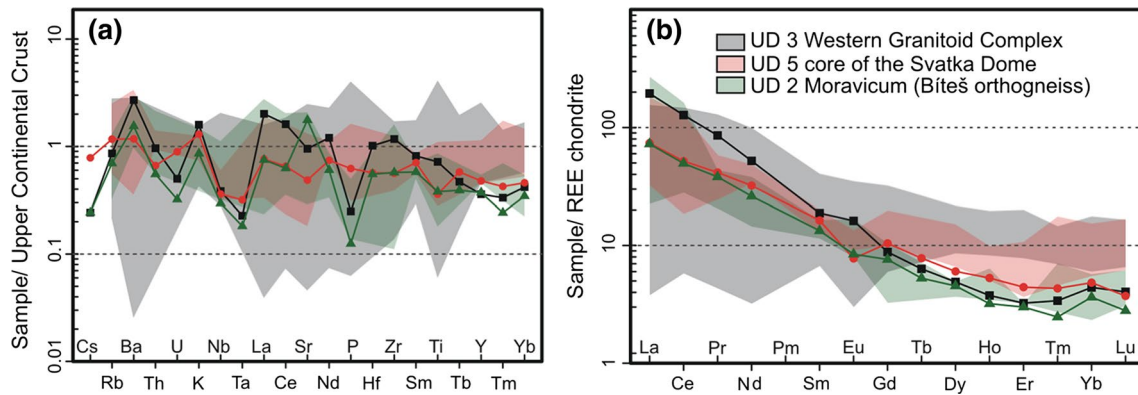 (a)
Sample/ Upper Continental Crust
10
1
0.1
0.01
Cs Ba U Nb La Sr P Zr Ti Y Yb
Rb Th K Ta Ce Nd Hf Sm Tb Tm
(b)
UD 3 Western Granitoid Complex
UD 5 core of the Svatka Dome
UD 2 Moravicum (Bíteš orthogneiss)
Sample/ REE chondrite
100
10
1
La Pr Pm Eu Tb Ho Tm Lu
Ce Nd Sm Gd Dy Er Yb